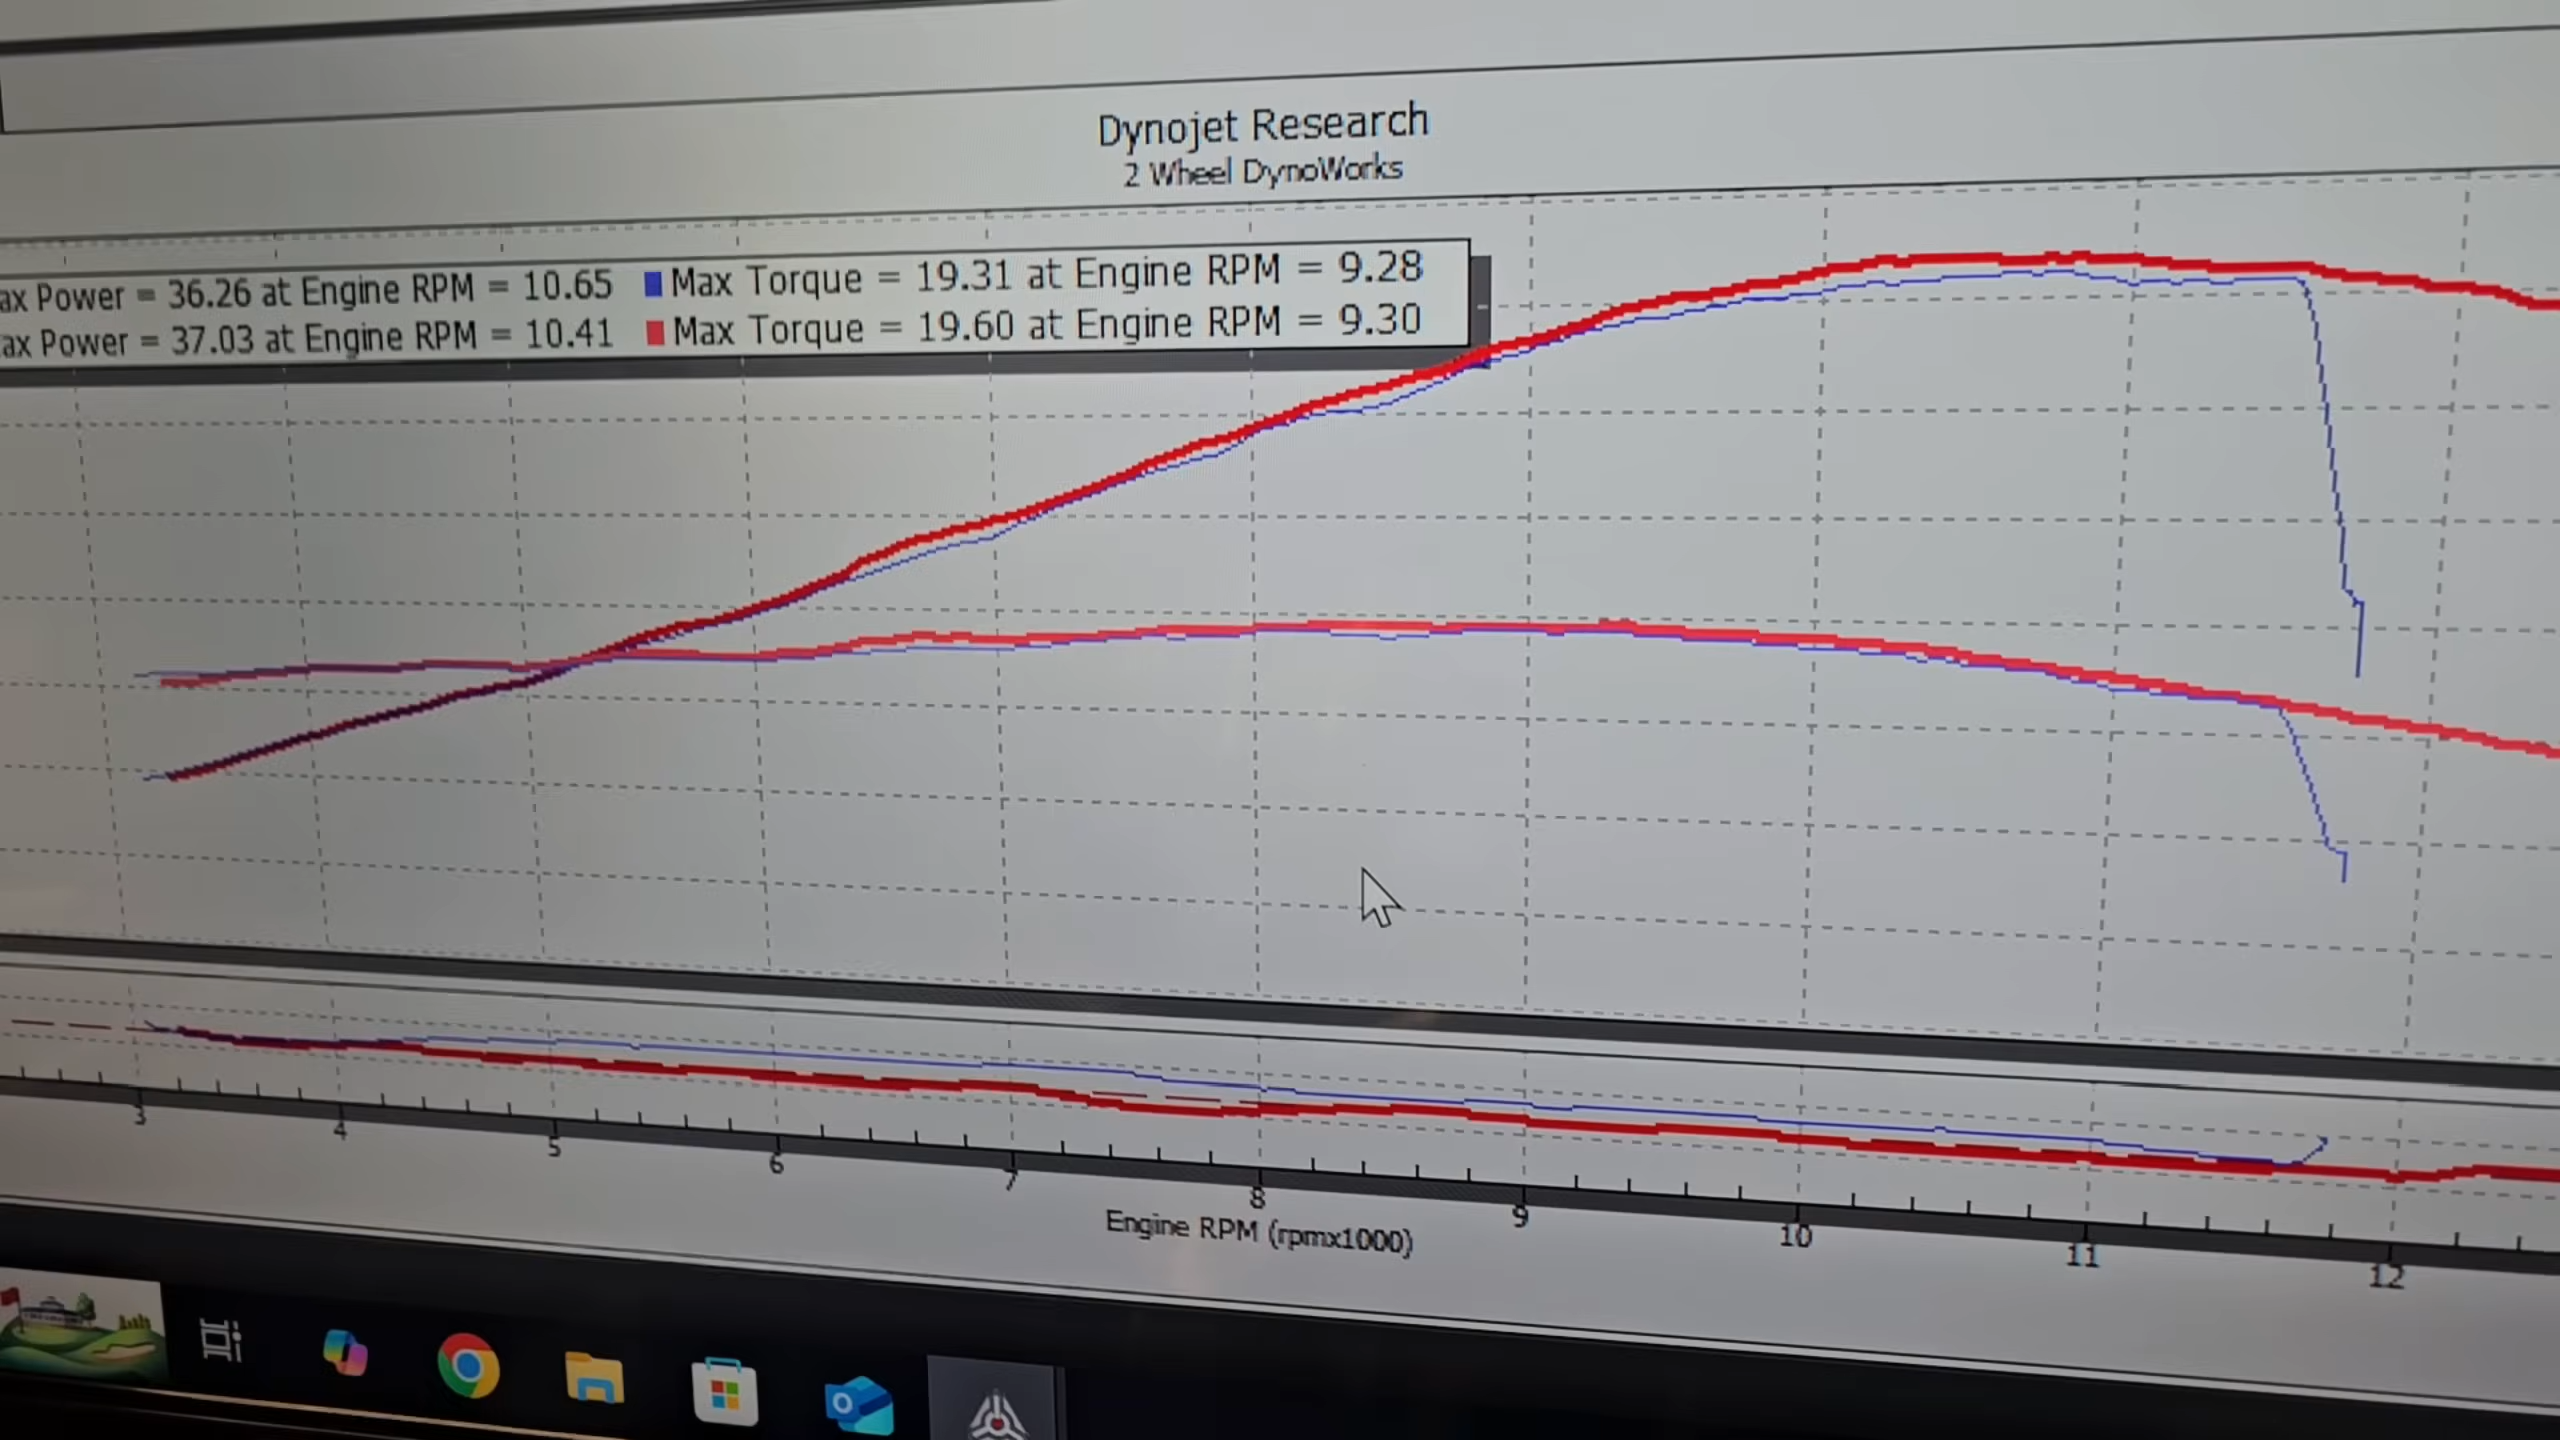 Dynojet Research
2 Wheel DynoWorks
ax Power = 36.26 at Engine RPM = 10.65 Max Torque = 19.31 at Engine RPM = 9.28
ax Power = 37.03 at Engine RPM = 10.41 Max Torque = 19.60 at Engine RPM = 9.30
3 4 5 6 7 8 9 10 11 12
Engine RPM (rpmx1000)